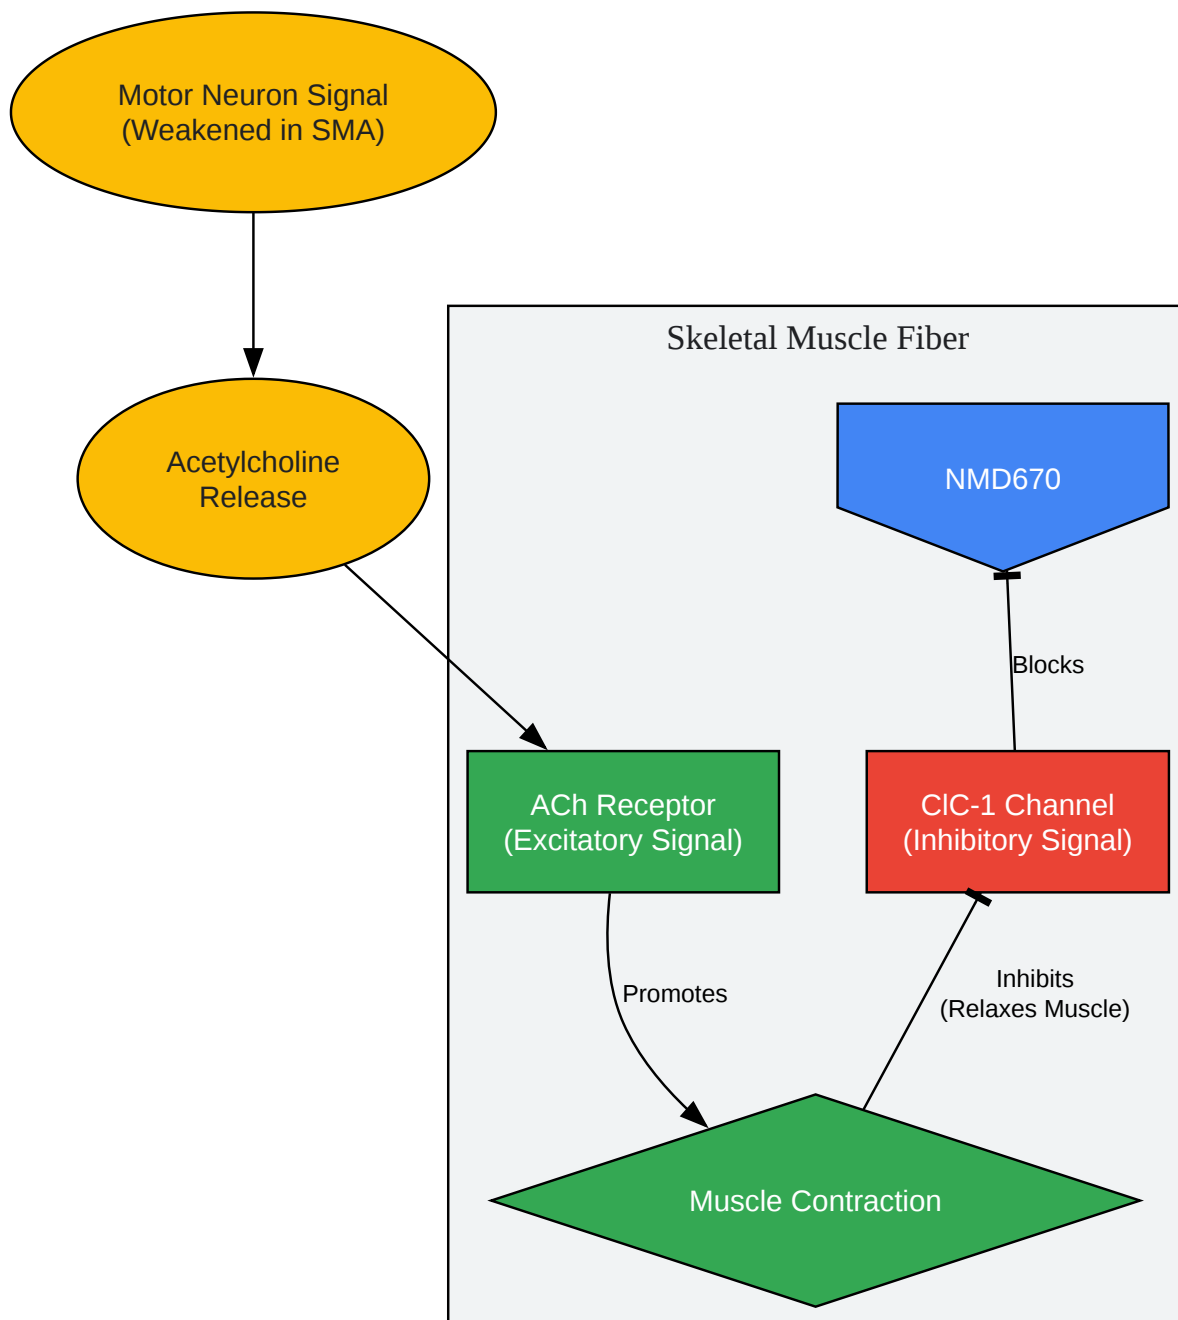 Motor Neuron Signal
(Weakened in SMA)
Acetylcholine
Release
Skeletal Muscle Fiber
NMD670
Blocks
ACh Receptor
(Excitatory Signal)
ClC-1 Channel
(Inhibitory Signal)
Promotes
Inhibits
(Relaxes Muscle)
Muscle Contraction